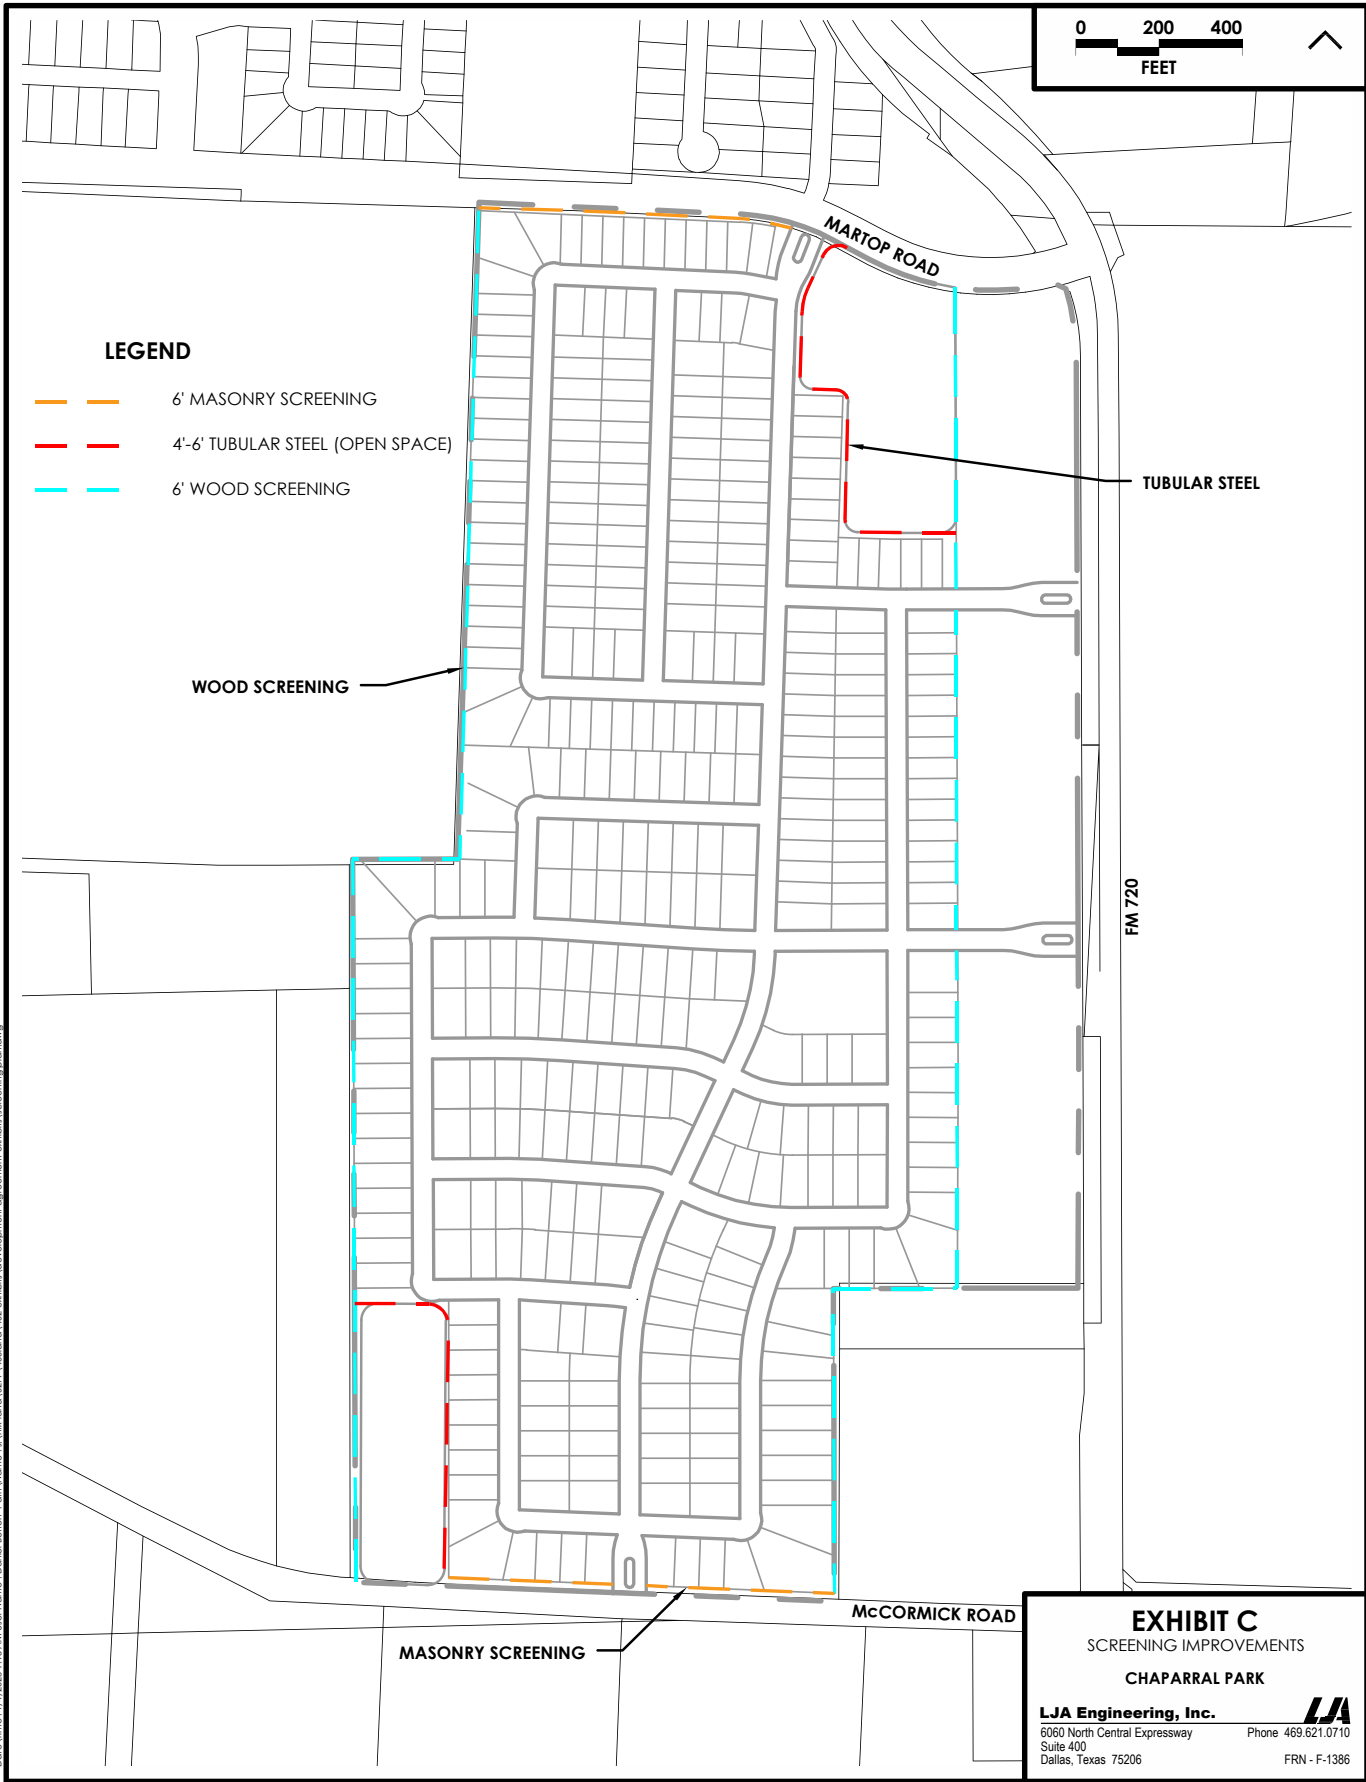 0 200 400
FEET
MARTOP ROAD
LEGEND
6' MASONRY SCREENING
4'-6' TUBULAR STEEL (OPEN SPACE)
6' WOOD SCREENING
TUBULAR STEEL
WOOD SCREENING
FM 720
McCORMICK ROAD
MASONRY SCREENING
EXHIBIT C
SCREENING IMPROVEMENTS
CHAPARRAL PARK
LJA Engineering, Inc.
LJA
6060 North Central Expressway Phone 469.621.0710
Suite 400
Dallas, Texas 75206 FRN - F-1386